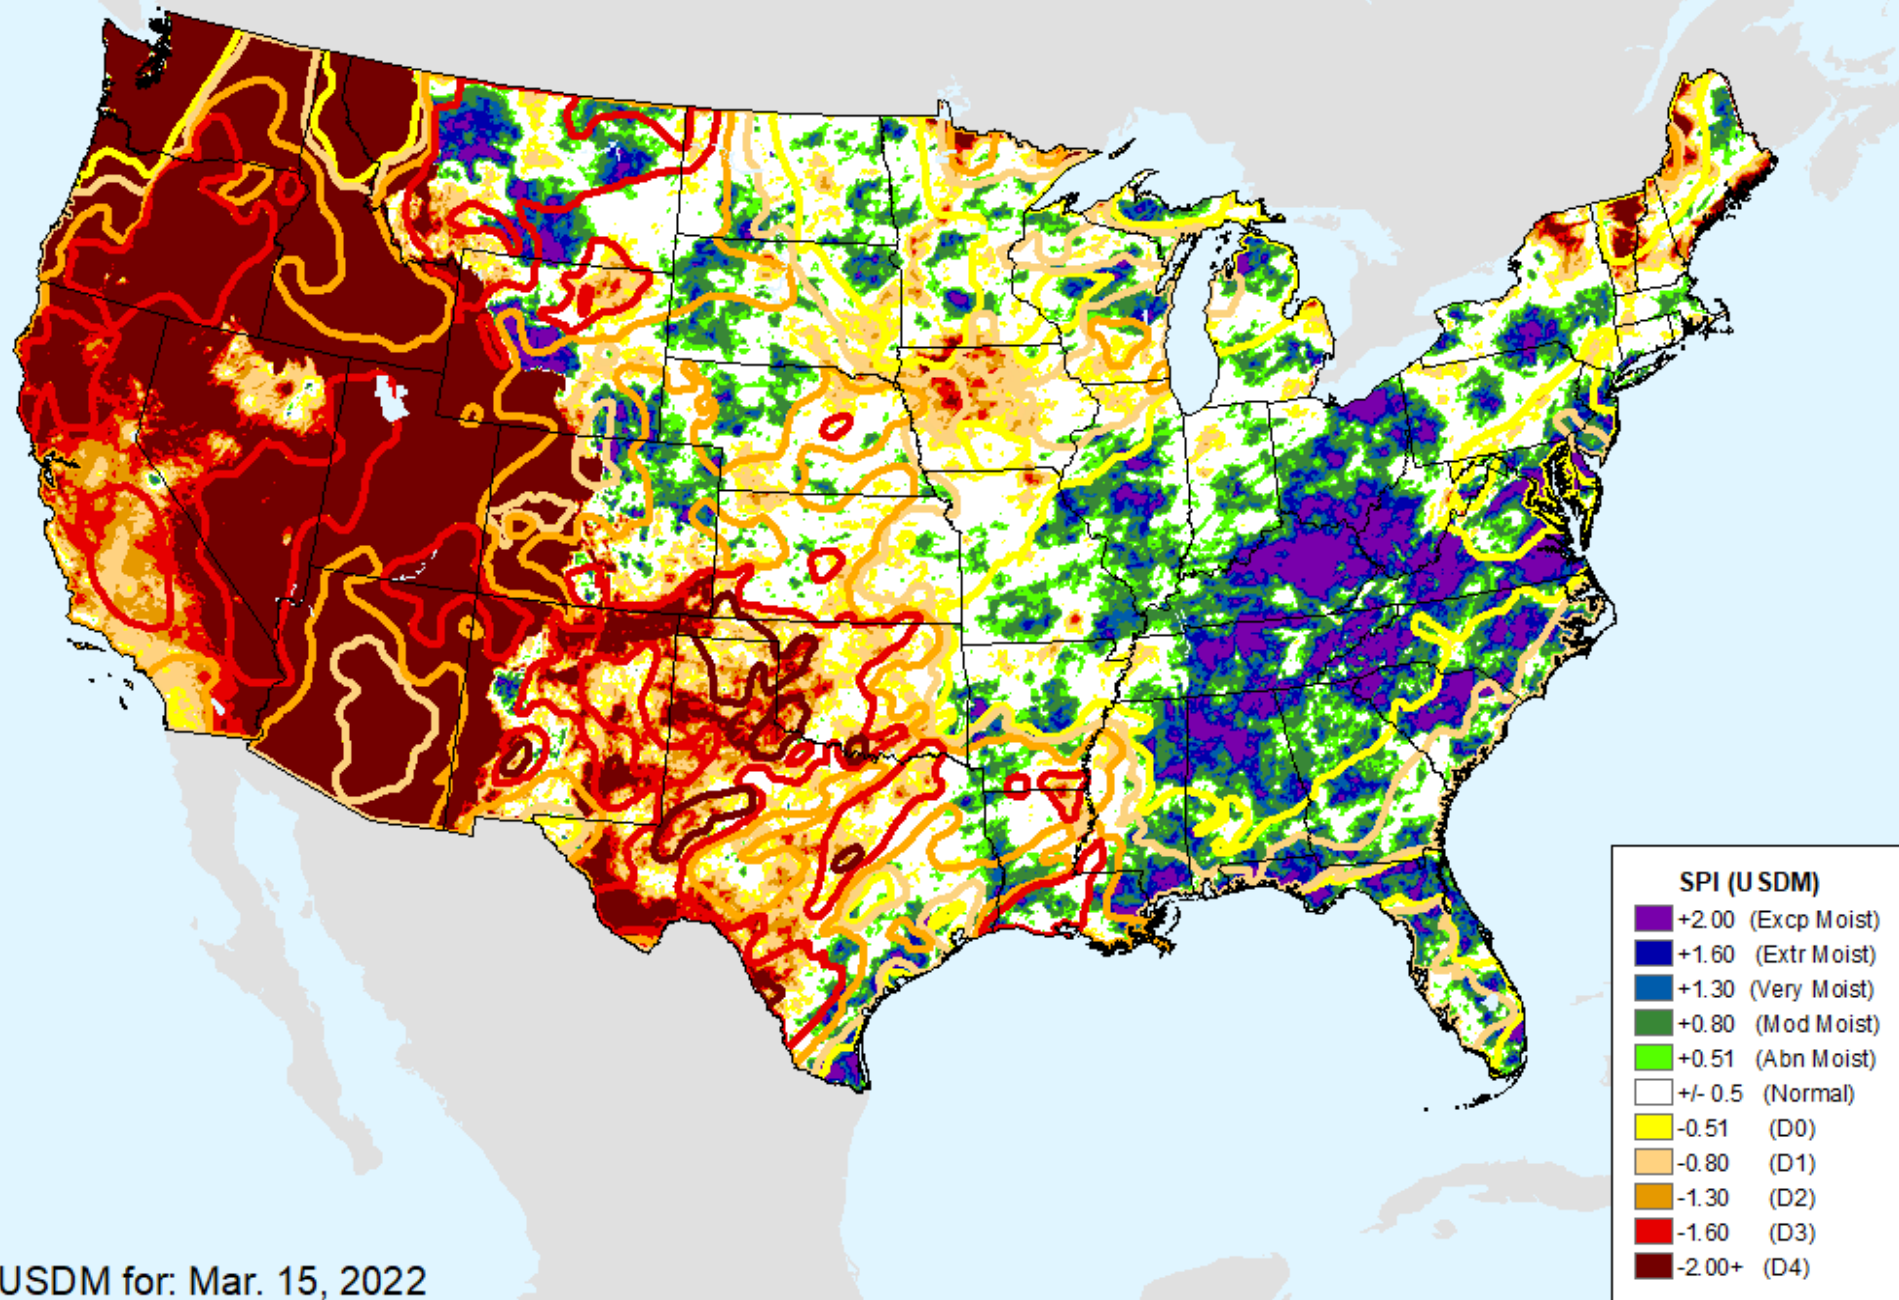 SPI (USDM)
+2.00 (Excp Moist)
+1.60 (Extr Moist)
+1.30 (Very Moist)
+0.80 (Mod Moist)
+0.51 (Abn Moist)
+/- 0.5 (Normal)
-0.51 (D0)
-0.80 (D1)
-1.30 (D2)
-1.60 (D3)
-2.00+ (D4)
USDM for: Mar. 15, 2022